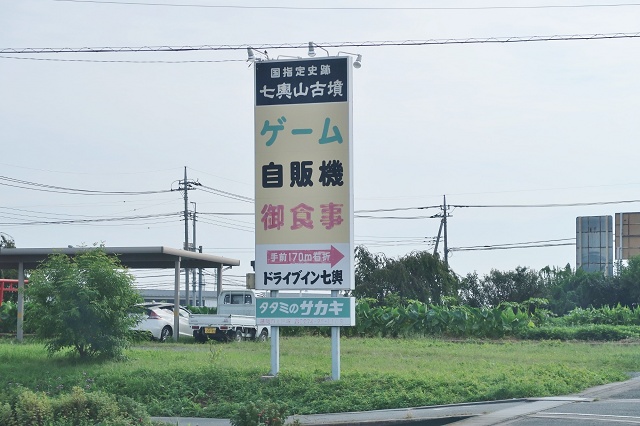 国指定史跡
七輿山古墳
ゲーム
自販機
御食事
手前170m右折
ドライブイン七輿
タタミのサカキ